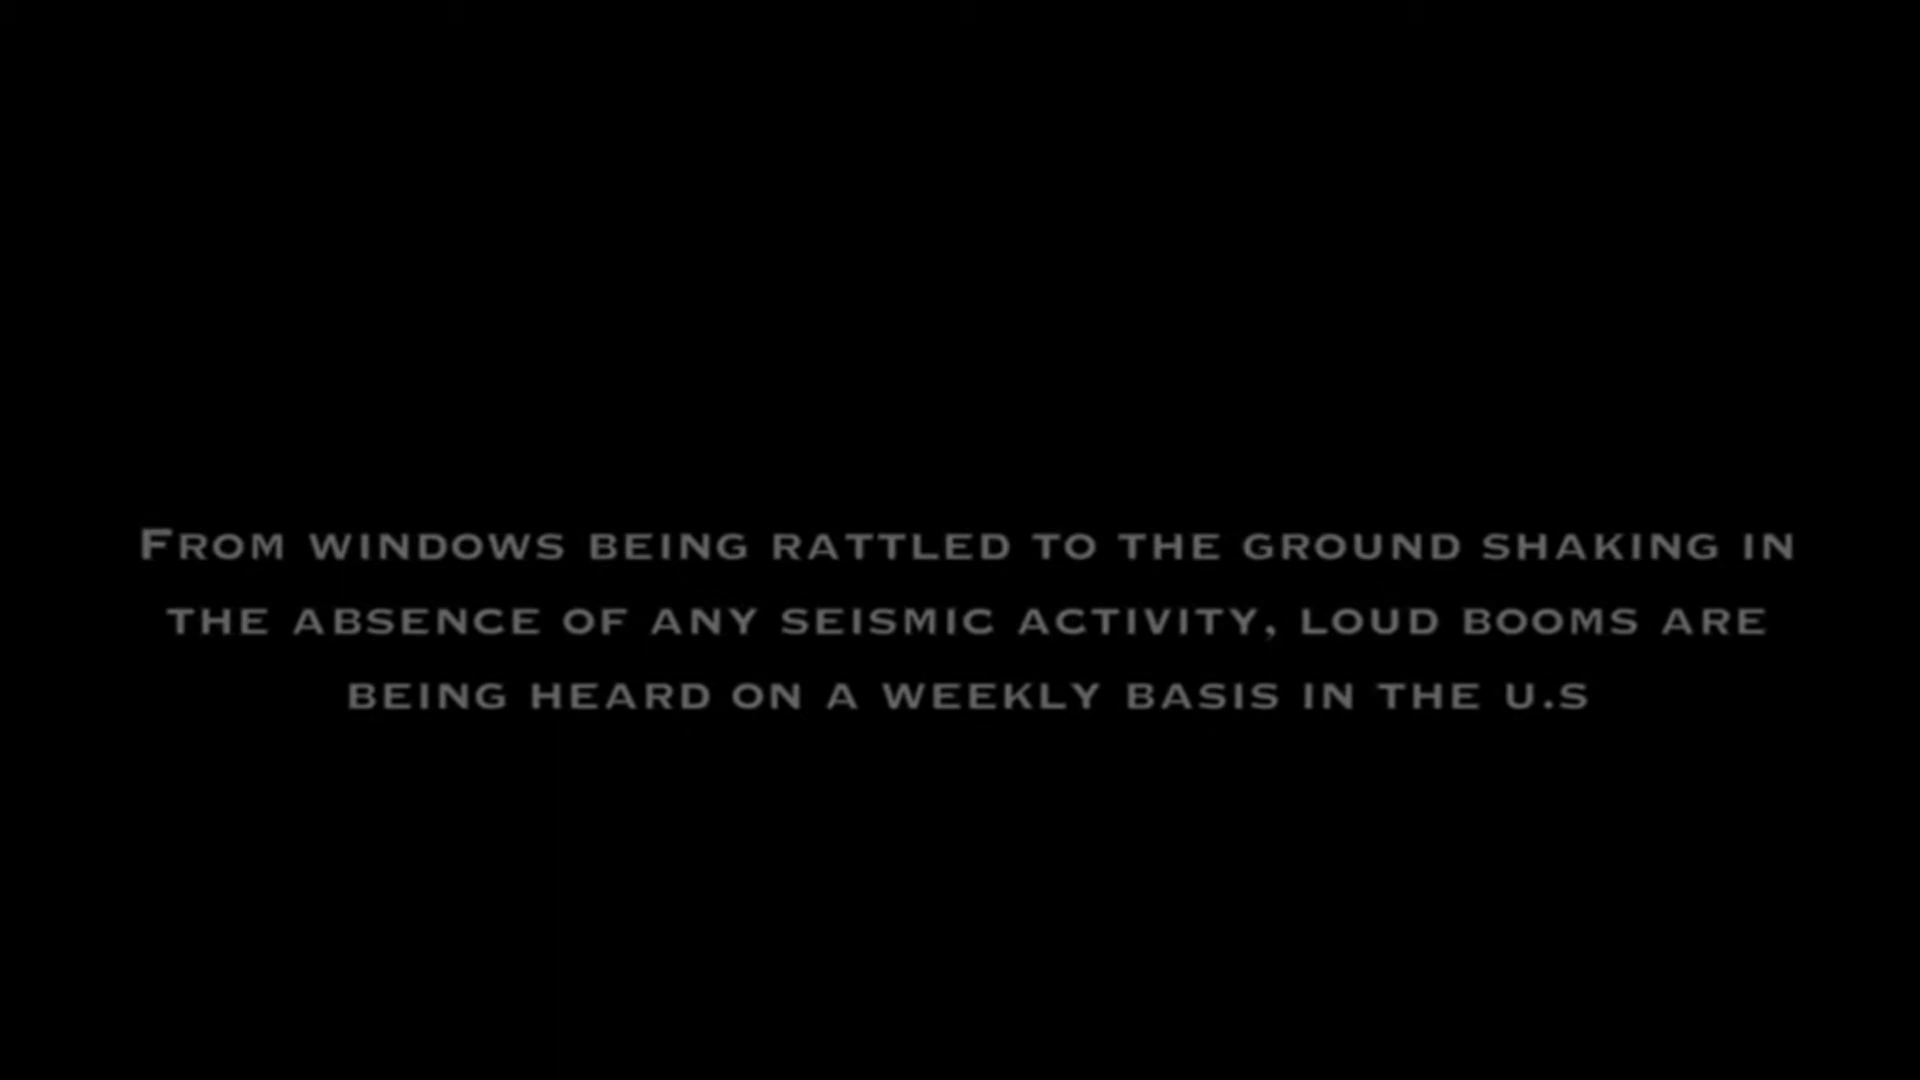 From windows being rattled to the ground shaking in
the absence of any seismic activity, loud booms are
being heard on a weekly basis in the u.s